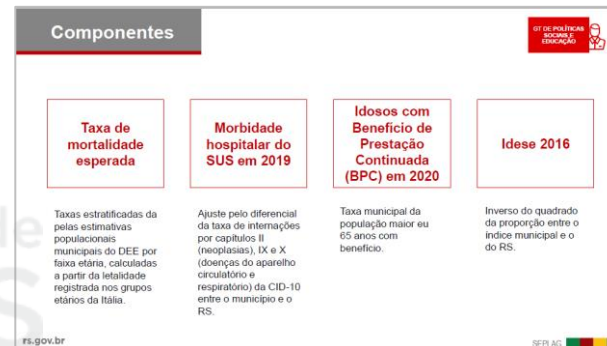 Componentes
GT DE POLÍTICAS
SOCIAIS E
EDUCAÇÃO
Taxa de
mortalidade
esperada
Morbidade
hospitalar do
SUS em 2019
Idosos com
Benefício de
Prestação
Continuada
(BPC) em 2020
Idese 2016
Taxas estratificadas da
pelas estimativas
populacionais
municipais do DEE por
faixa etária, calculadas
a partir da letalidade
registrada nos grupos
etários da Itália.
Ajuste pelo diferencial
da taxa de internações
por capítulos II
(neoplasias), IX e X
(doenças do aparelho
circulatório e
respiratório) da CID-10
entre o município e o
RS.
Taxa municipal da
população maior eu
65 anos com
benefício.
Inverso do quadrado
da proporção entre o
índice municipal e o
do RS.
de
S
rs.gov.br
SEPLAG